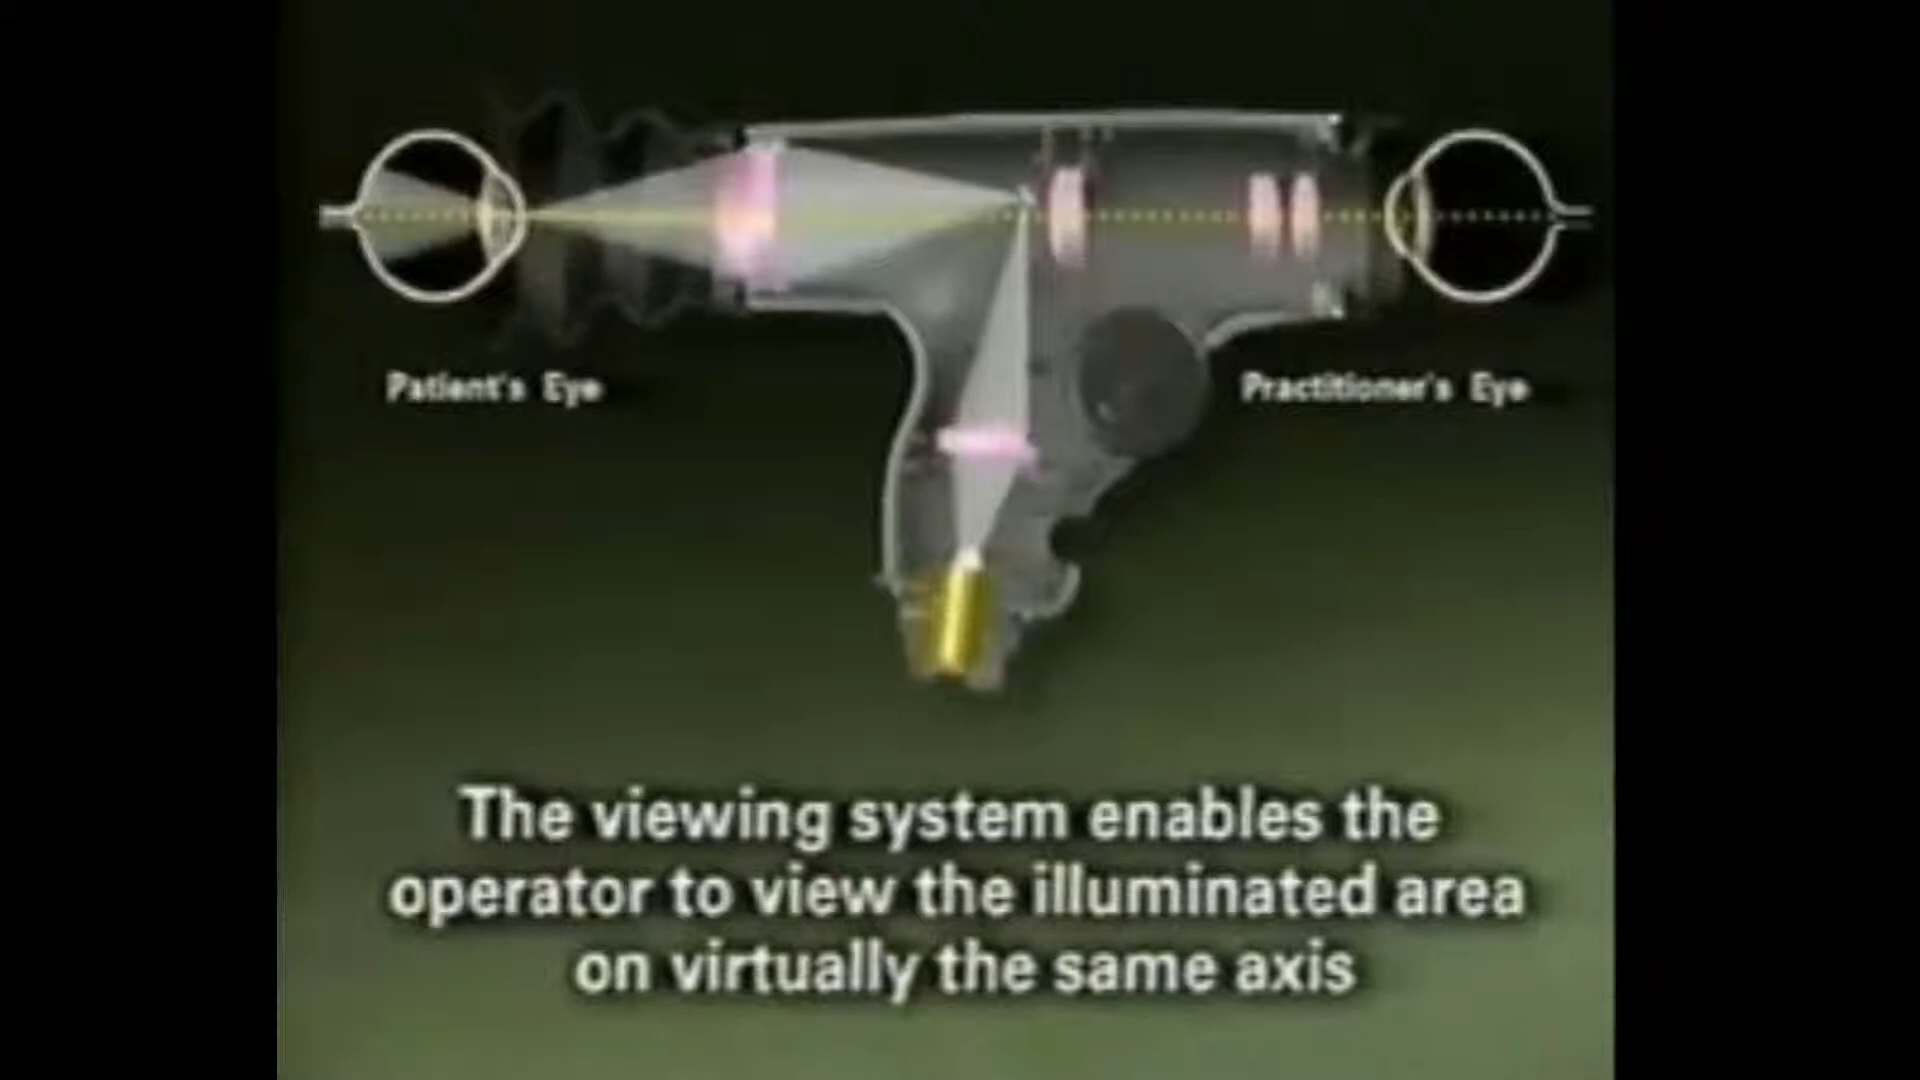 Patient's Eye
Practitioner's Eye
The viewing system enables the
operator to view the illuminated area
on virtually the same axis